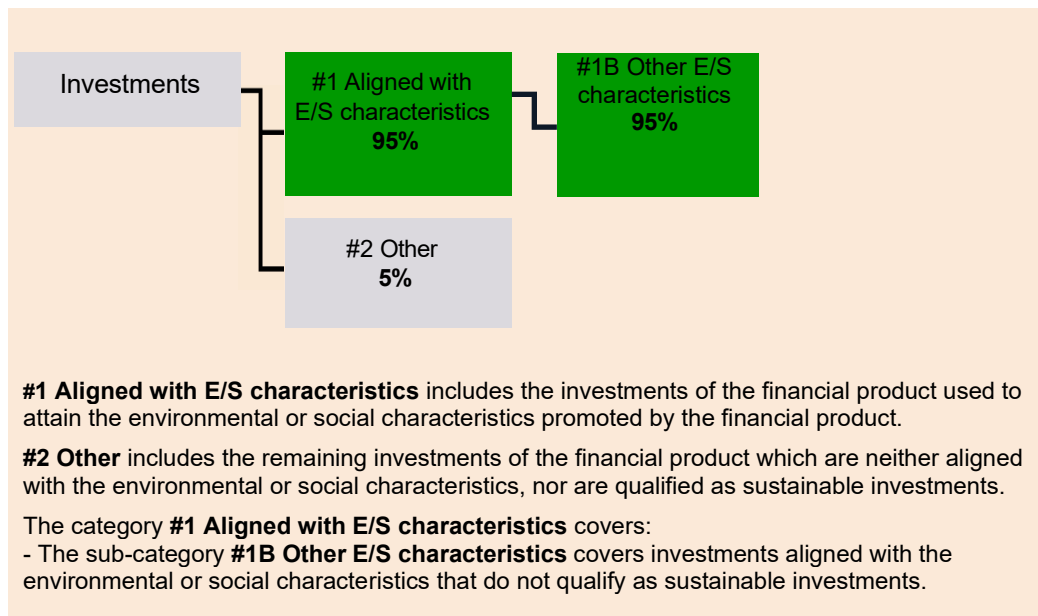 Investments
#1 Aligned with
E/S characteristics
95%
#1B Other E/S
characteristics
95%
#2 Other
5%
#1 Aligned with E/S characteristics includes the investments of the financial product used to
attain the environmental or social characteristics promoted by the financial product.
#2 Other includes the remaining investments of the financial product which are neither aligned
with the environmental or social characteristics, nor are qualified as sustainable investments.
The category #1 Aligned with E/S characteristics covers:
- The sub-category #1B Other E/S characteristics covers investments aligned with the
environmental or social characteristics that do not qualify as sustainable investments.